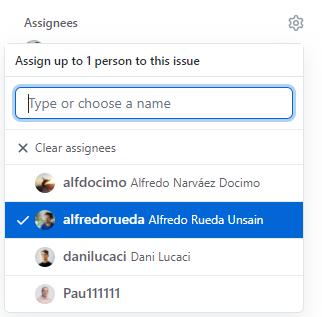 Assignees
Assign up to 1 person to this issue
Type or choose a name
Clear assignees
alfdocimo Alfredo Narváez Docimo
alfredorueda Alfredo Rueda Unsain
danilucaci Dani Lucaci
Pau111111